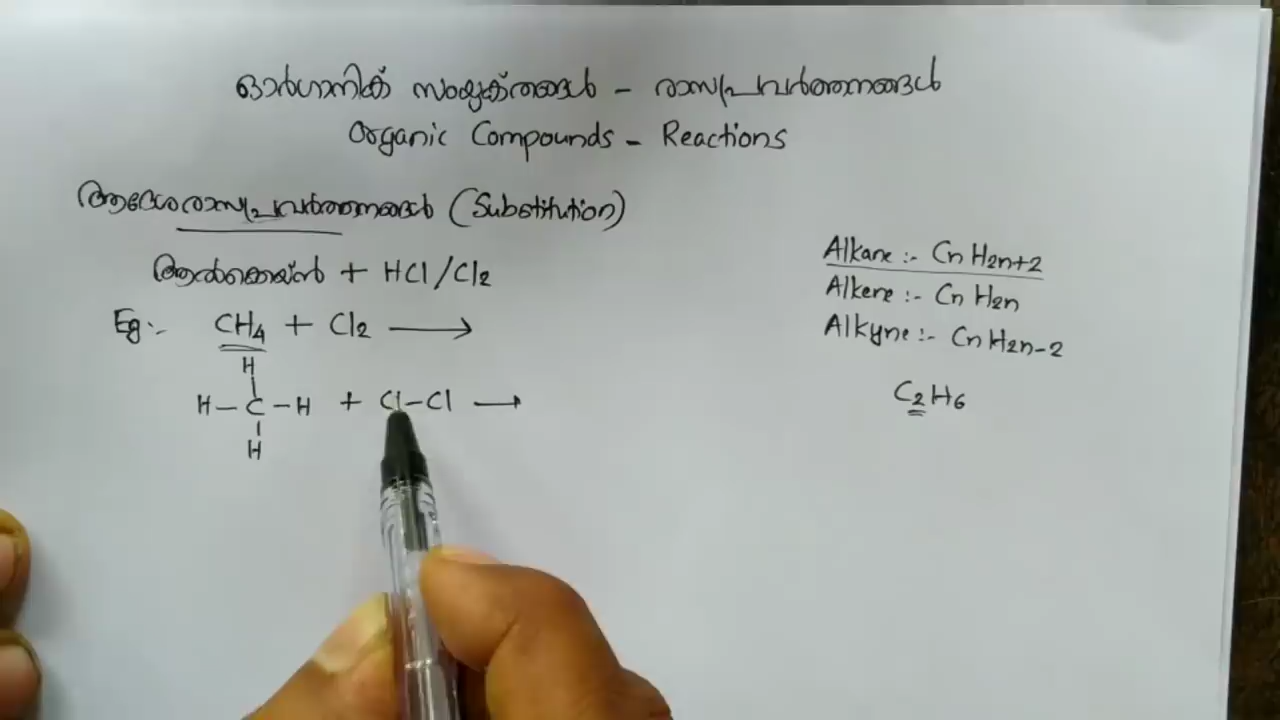 ഓർഗാനിക് സംയുക്തങ്ങൾ - രാസപ്രവർത്തനങ്ങൾ
Organic Compounds - Reactions
ആദേശരാസപ്രവർത്തനങ്ങൾ (Substitution)
ആൽക്കെയ്ൻ + HCl/Cl2
Eg:- CH4 + Cl2 ⟶
H
H - C - H + Cl-Cl ⟶
H
Alkane :- CnH2n+2
Alkene :- CnH2n
Alkyne :- CnH2n-2
C2H6